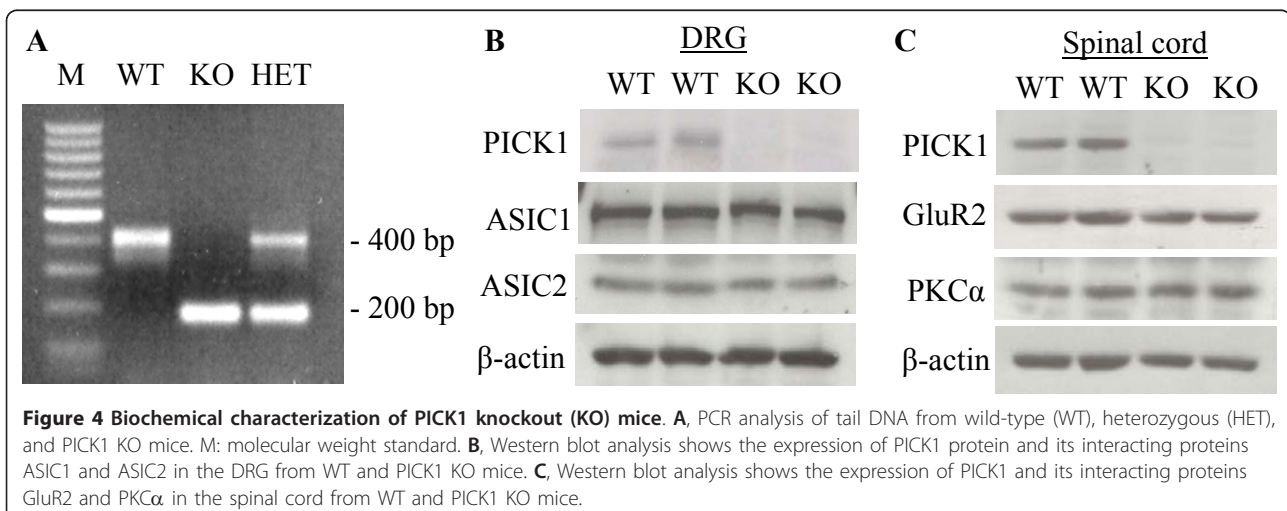 A
M WT KO HET
- 400 bp
- 200 bp
B
DRG
WT WT KO KO
PICK1
ASIC1
ASIC2
β-actin
C
Spinal cord
WT WT KO KO
PICK1
GluR2
PKCα
β-actin
Figure 4 Biochemical characterization of PICK1 knockout (KO) mice. A, PCR analysis of tail DNA from wild-type (WT), heterozygous (HET),
and PICK1 KO mice. M: molecular weight standard. B, Western blot analysis shows the expression of PICK1 protein and its interacting proteins
ASIC1 and ASIC2 in the DRG from WT and PICK1 KO mice. C, Western blot analysis shows the expression of PICK1 and its interacting proteins
GluR2 and PKCα in the spinal cord from WT and PICK1 KO mice.